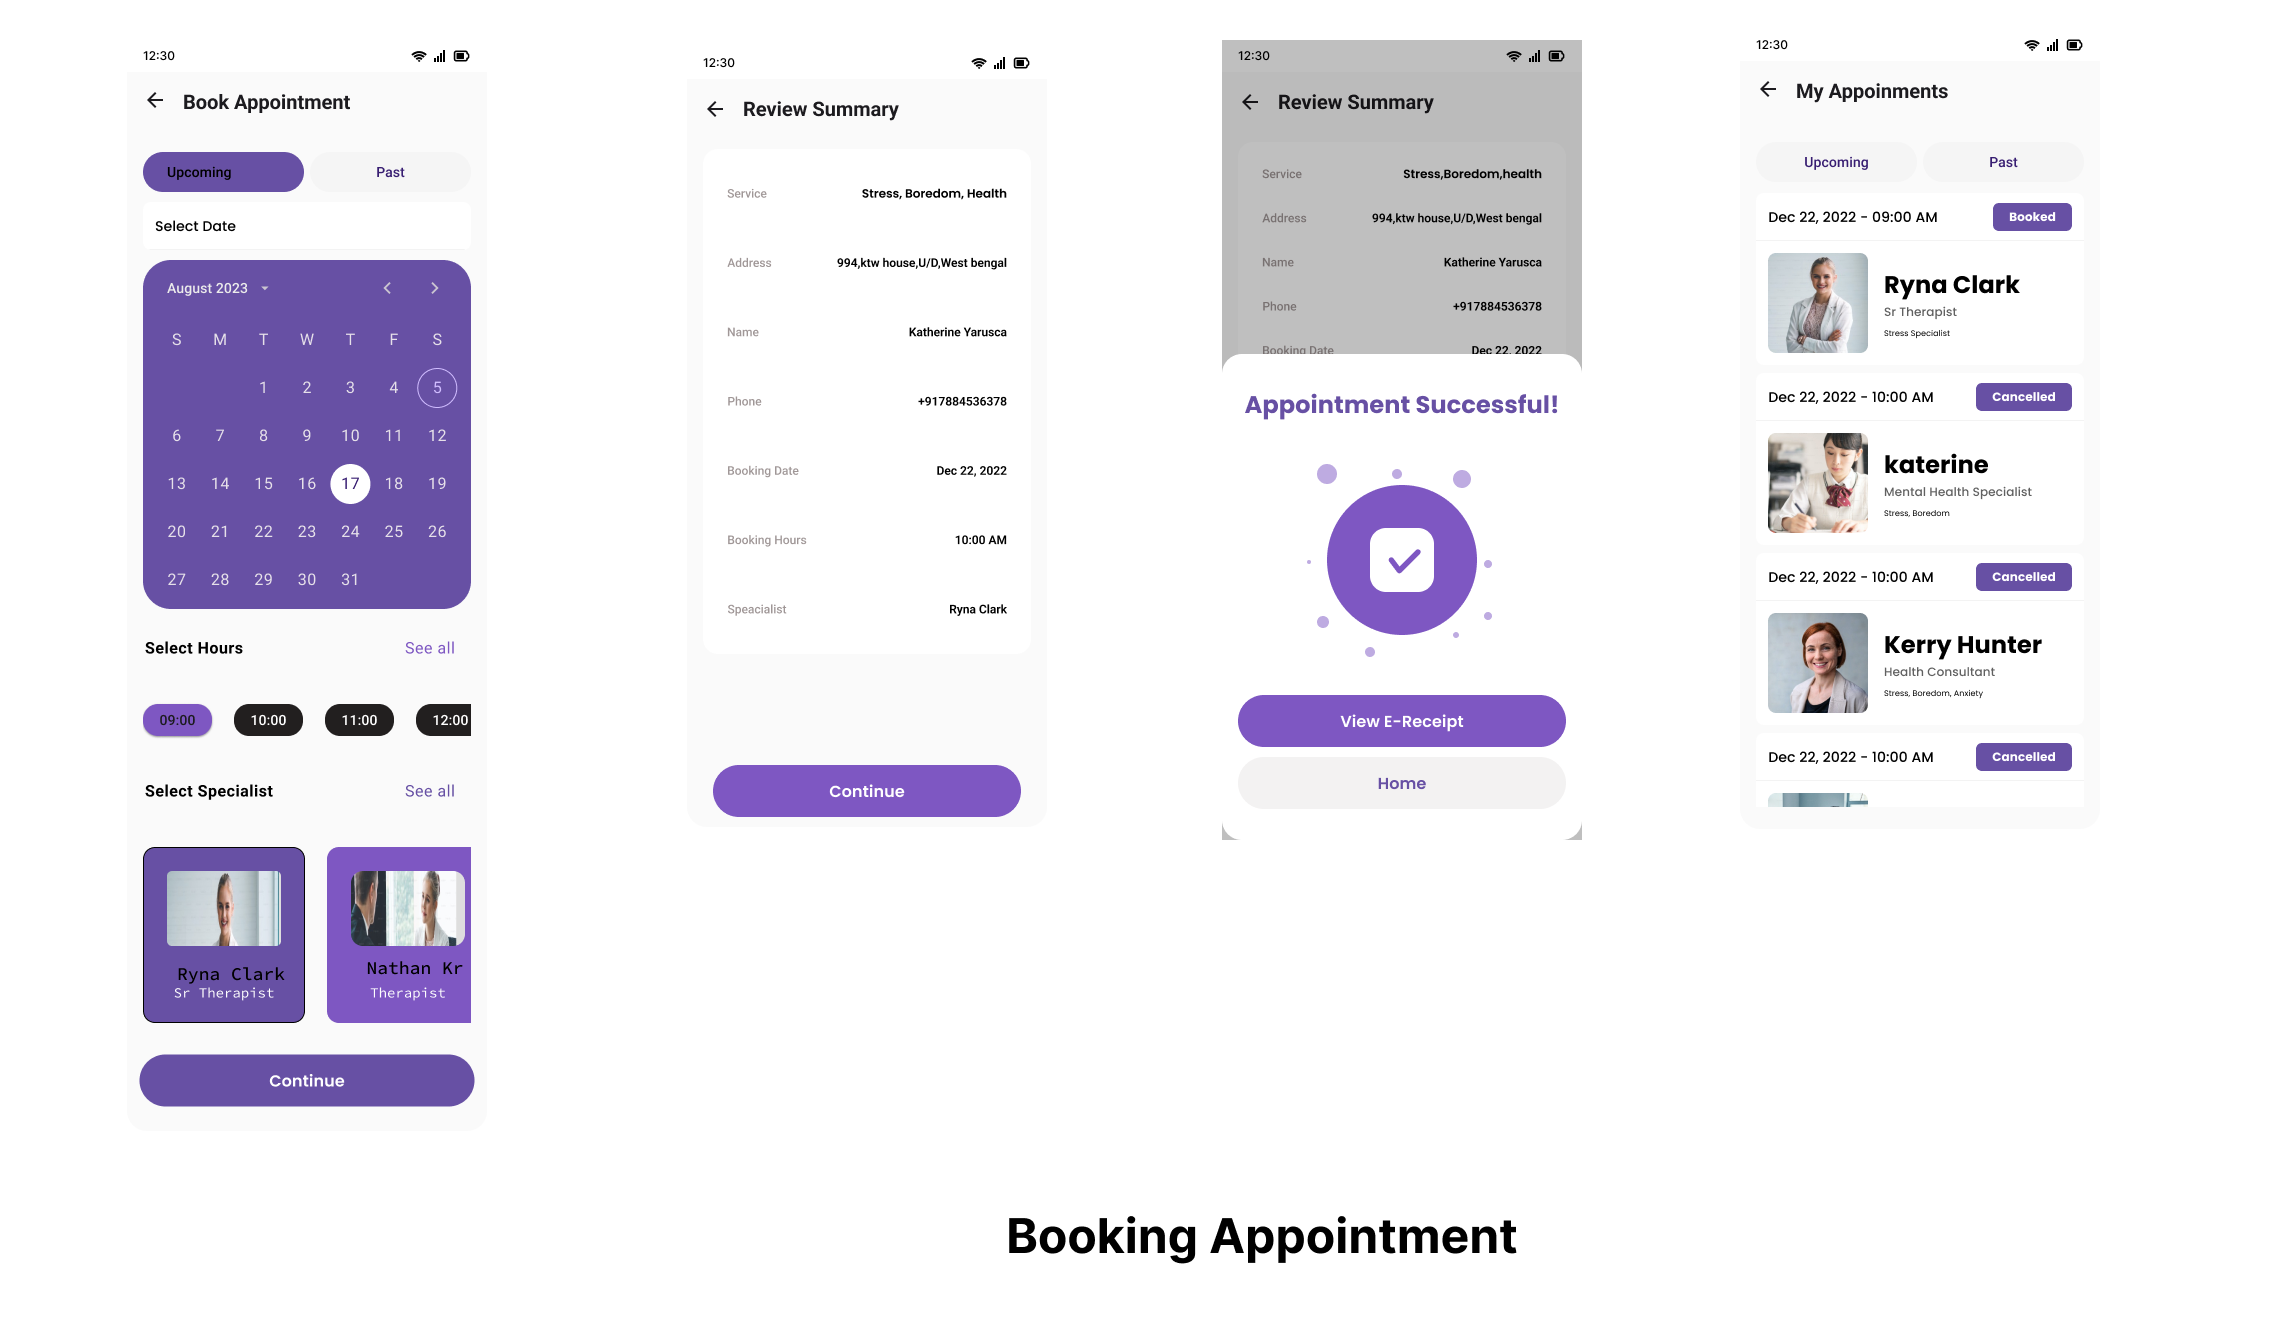 12:30
Book Appointment
Upcoming Past
Select Date
August 2023
S M T W T F S
1 2 3 4 5
6 7 8 9 10 11 12
13 14 15 16 17 18 19
20 21 22 23 24 25 26
27 28 29 30 31
Select Hours See all
09:00 10:00 11:00 12:00
Select Specialist See all
Ryna Clark
Sr Therapist
Nathan Kr
Therapist
Continue
12:30
Review Summary
Service Stress, Boredom, Health
Address 994,ktw house,U/D,West bengal
Name Katherine Yarusca
Phone +917884536378
Booking Date Dec 22, 2022
Booking Hours 10:00 AM
Speacialist Ryna Clark
Continue
12:30
Review Summary
Service Stress,Boredom,health
Address 994,ktw house,U/D,West bengal
Name Katherine Yarusca
Phone +917884536378
Booking Date Dec 22, 2022
Appointment Successful!
View E-Receipt
Home
12:30
My Appoinments
Upcoming Past
Dec 22, 2022 - 09:00 AM Booked
Ryna Clark
Sr Therapist
Stress Specialist
Dec 22, 2022 - 10:00 AM Cancelled
katerine
Mental Health Specialist
Stress, Boredom
Dec 22, 2022 - 10:00 AM Cancelled
Kerry Hunter
Health Consultant
Stress, Boredom, Anxiety
Dec 22, 2022 - 10:00 AM Cancelled
Booking Appointment